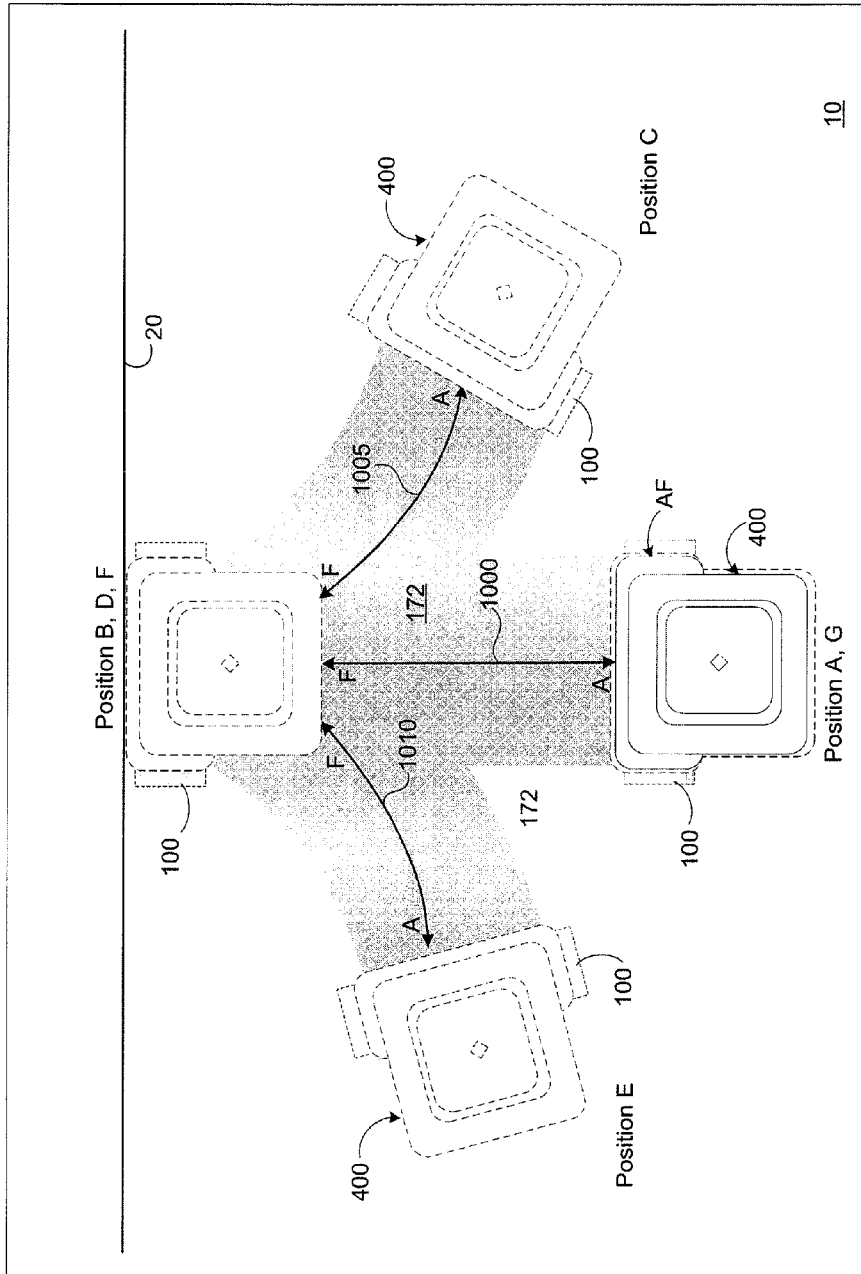 20
Position B, D, F
100
F
F
F
1010
1005
172
1000
A
A
A
400
Position C
100
172
100
400
Position E
AF
100
400
Position A, G
10